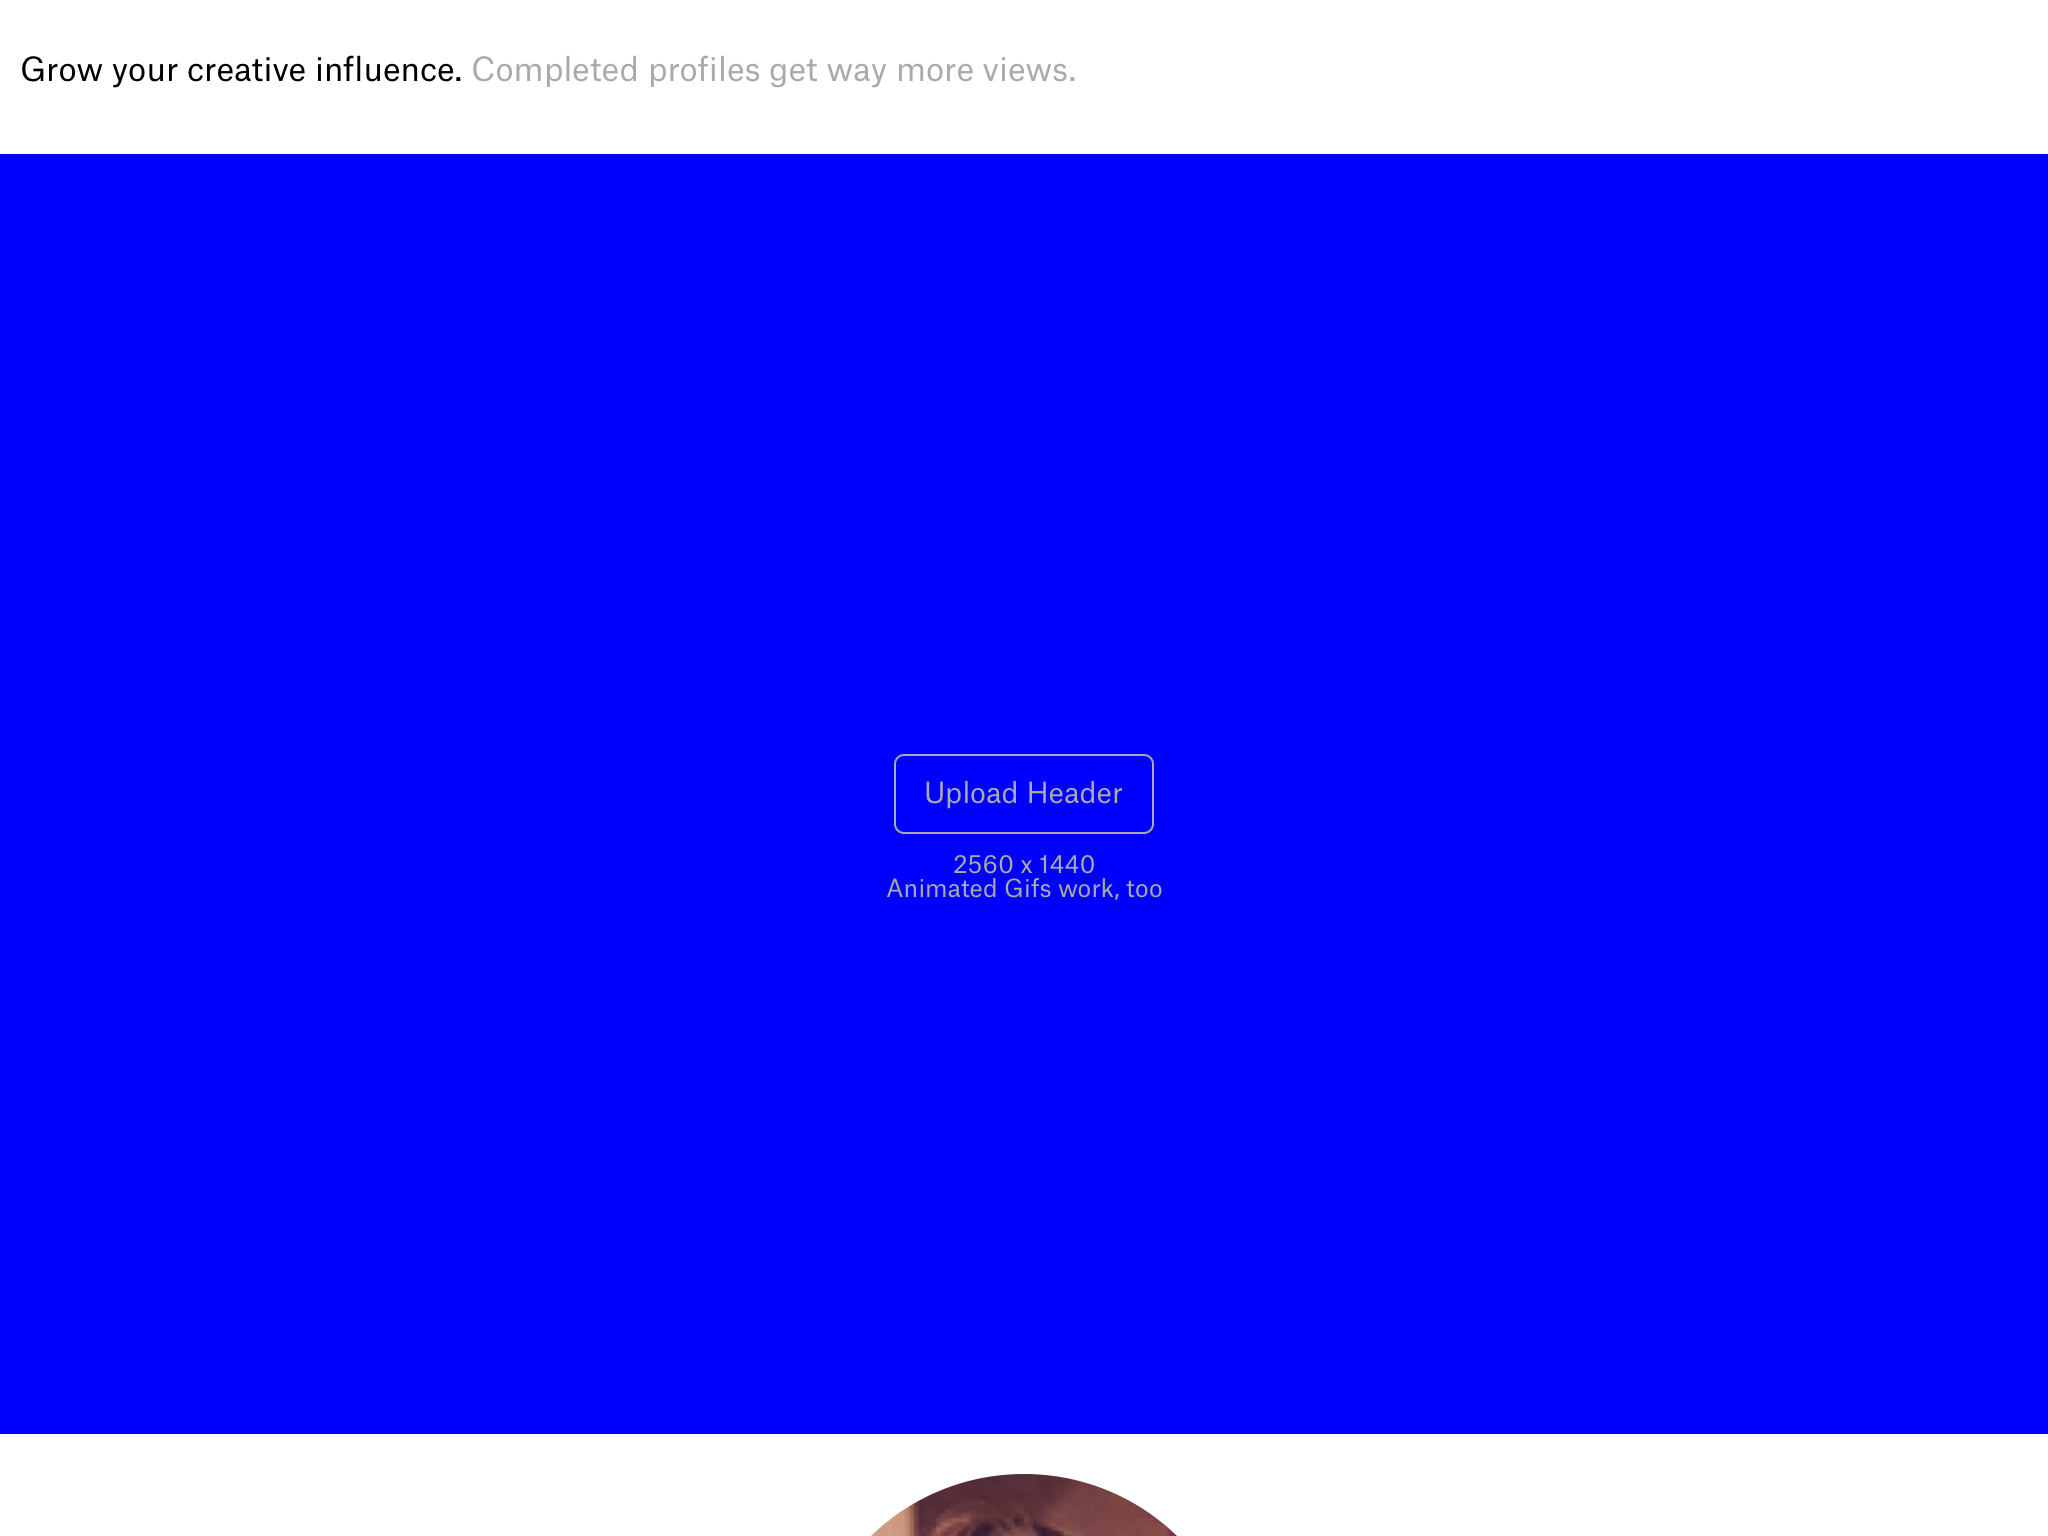 Grow your creative influence. Completed profiles get way more views.
Upload Header
2560 x 1440
Animated Gifs work, too